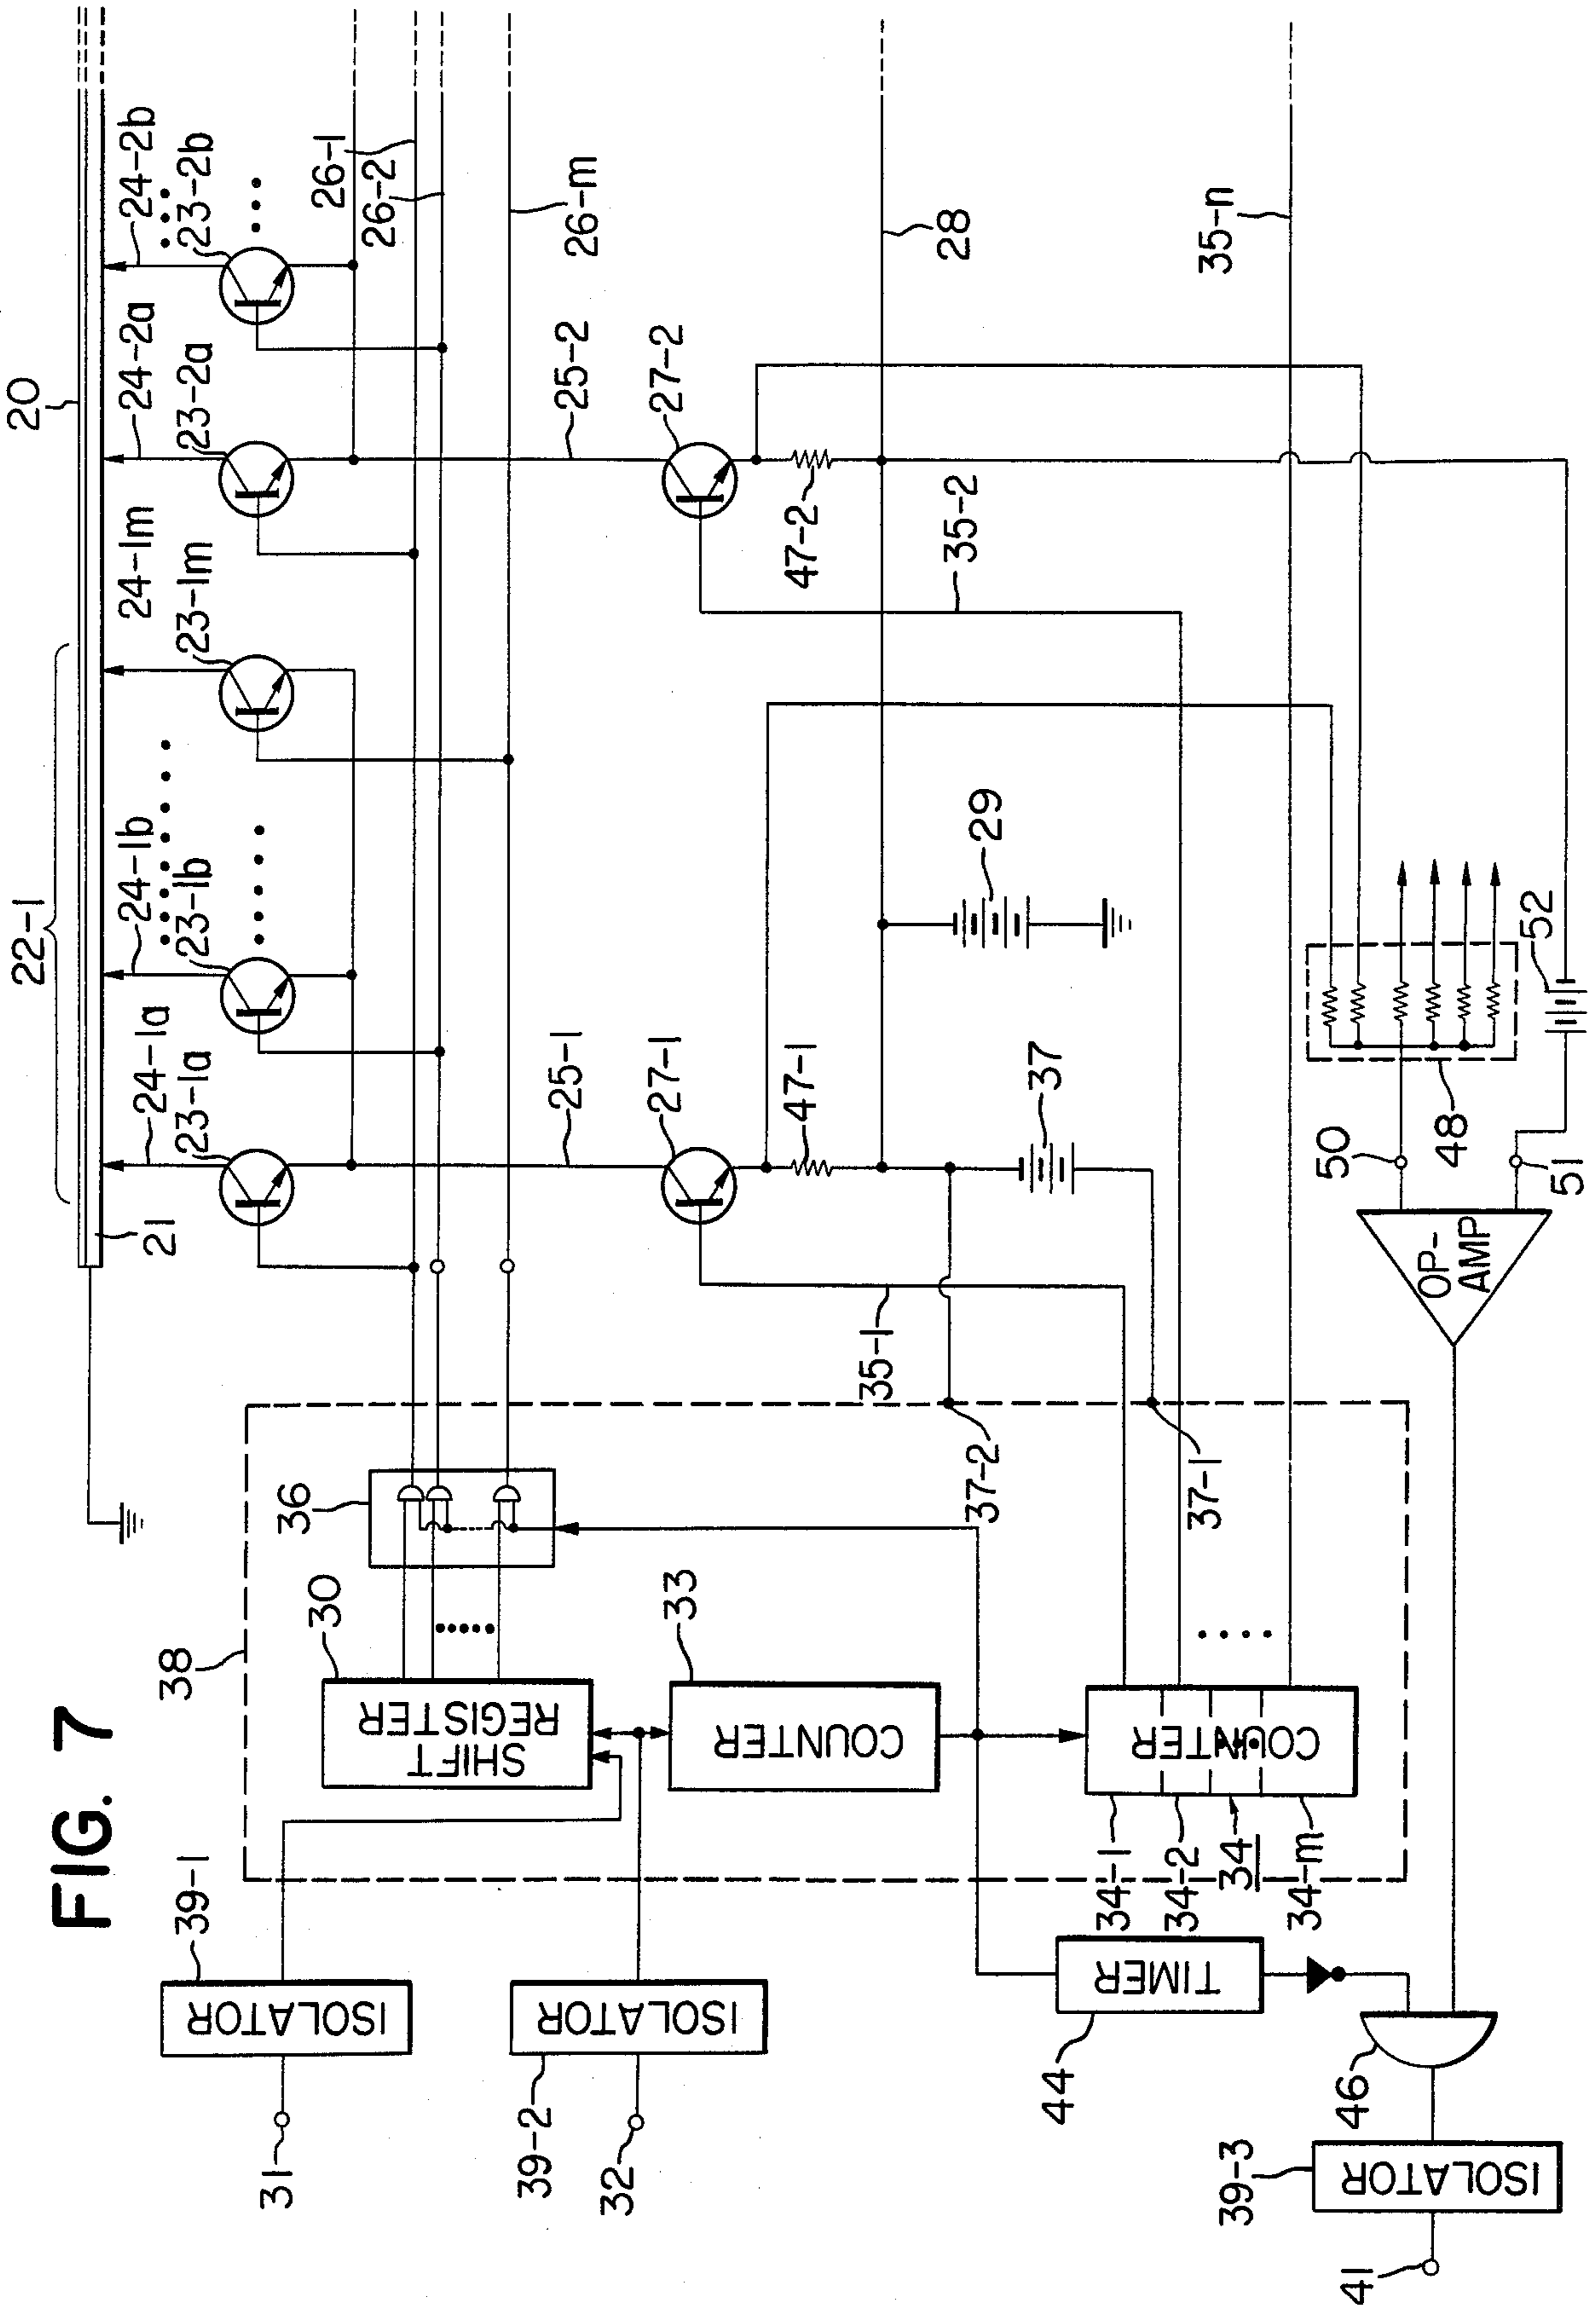 FIG. 7
20
21
22-1
24-1a
23-1a
24-1b
23-1b
24-1m
23-1m
24-2a
23-2a
24-2b
23-2b
26-1
26-2
26-m
25-1
25-2
27-1
27-2
47-1
47-2
28
29
37
35-1
35-2
35-n
37-2
37-1
36
38
30
SHIFT
REGISTER
33
COUNTER
COUNTER
34-1
34-2
34
34-m
39-1
ISOLATOR
31
39-2
ISOLATOR
32
44
TIMER
46
39-3
ISOLATOR
41
OP-
AMP
50
51
48
52